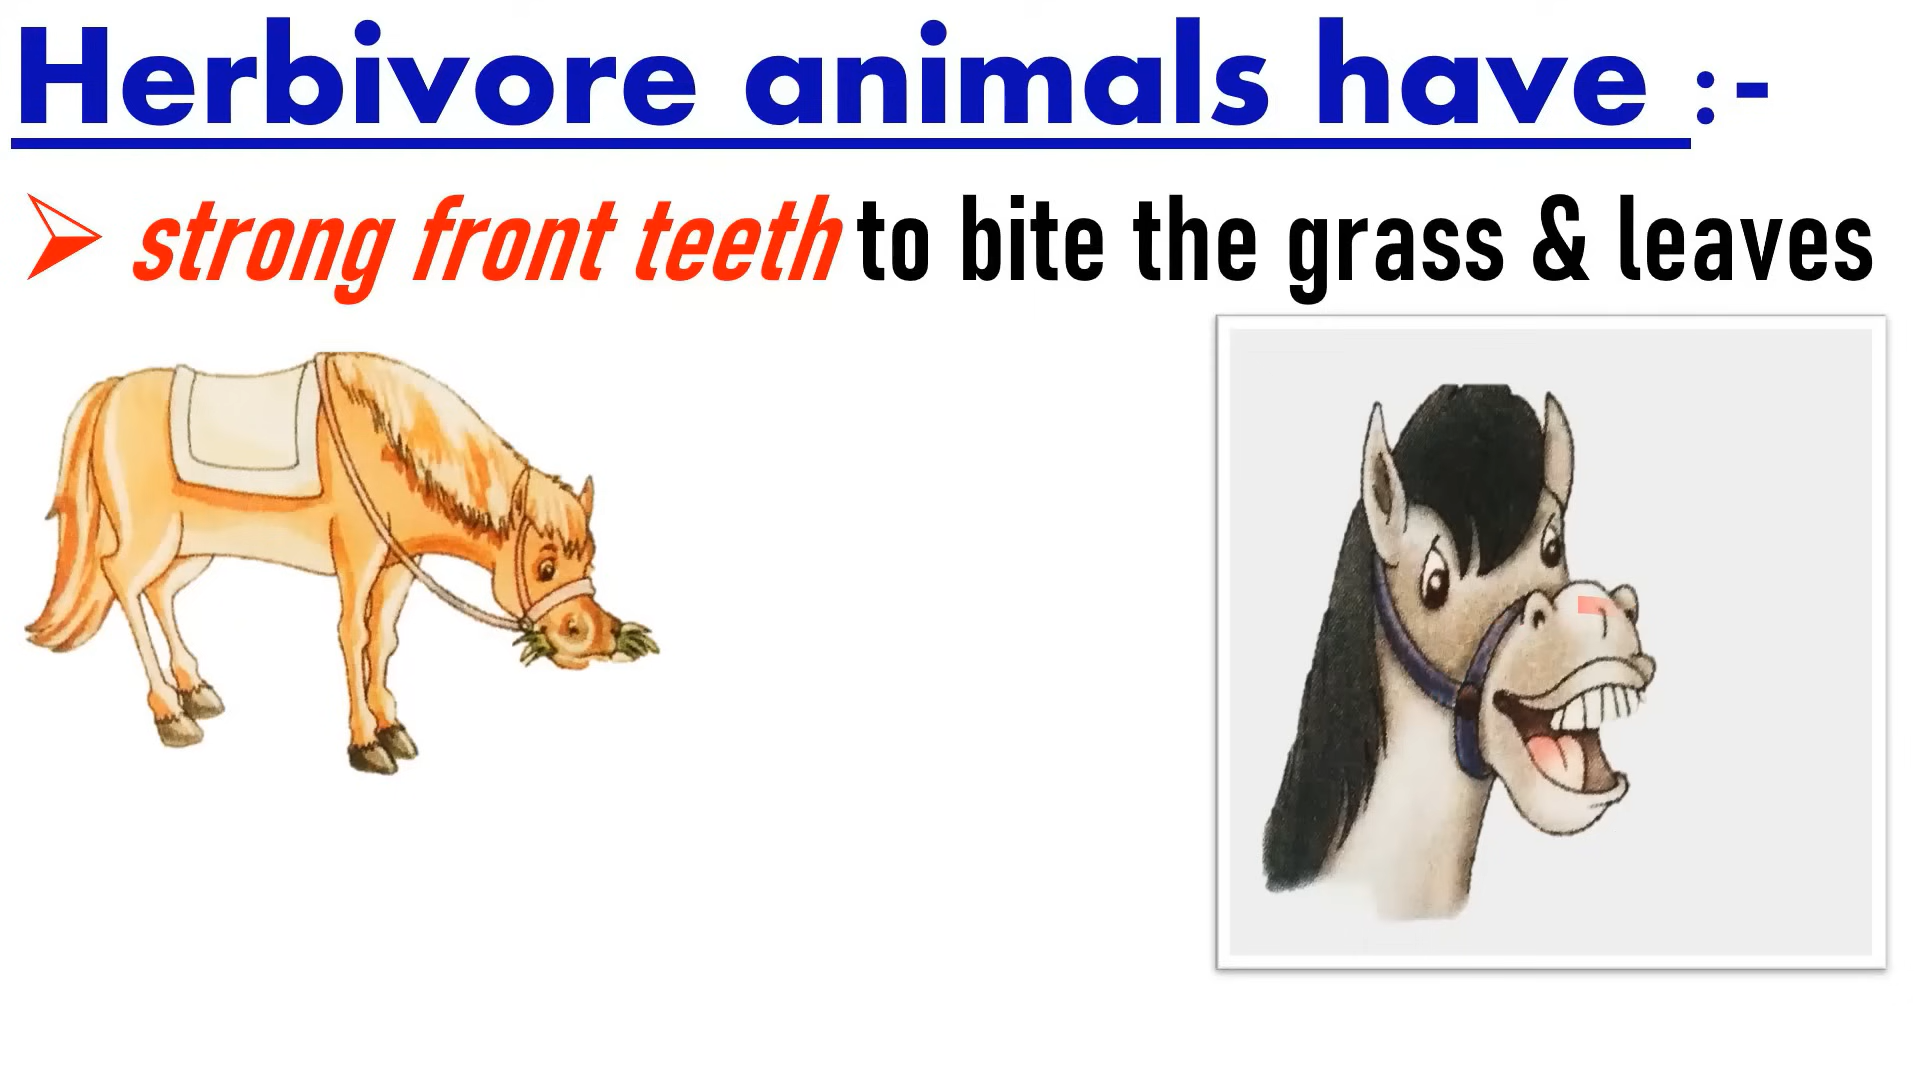 Herbivore animals have :-
➢ strong front teeth to bite the grass & leaves